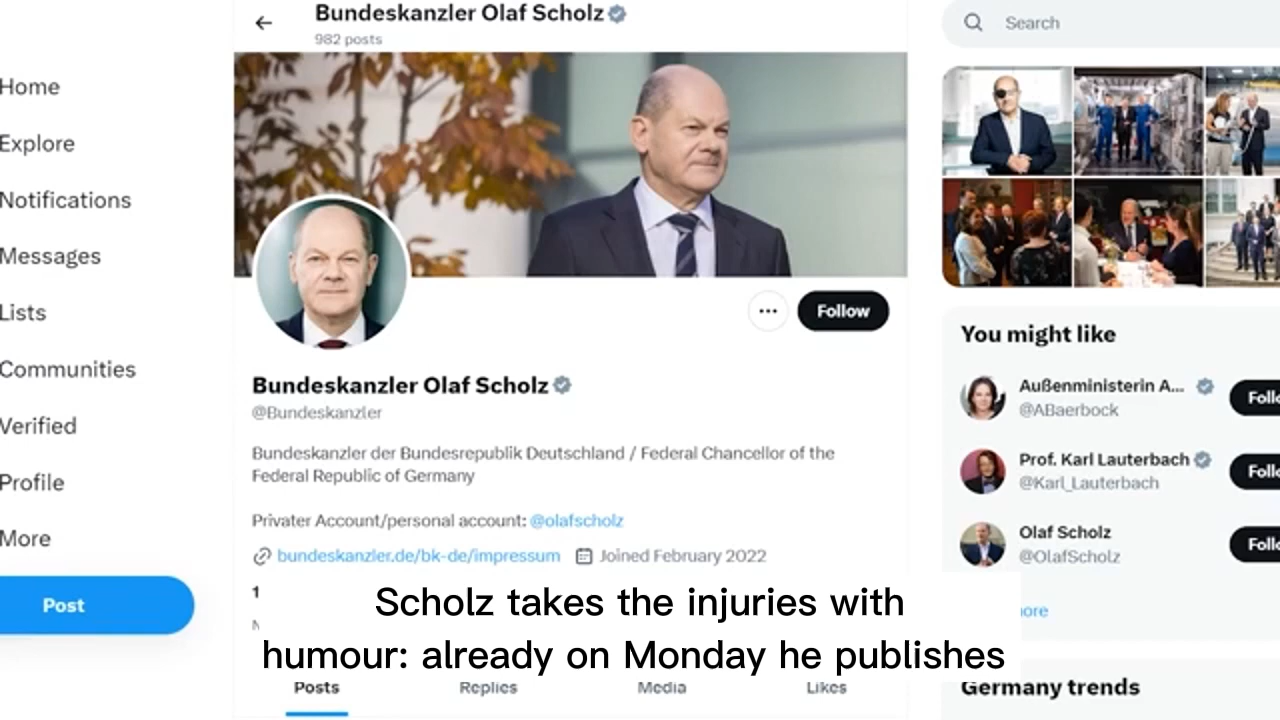 Bundeskanzler Olaf Scholz
982 posts
Search
Home
Explore
Notifications
Messages
Lists
Communities
Verified
Profile
More
Post
Follow
Bundeskanzler Olaf Scholz
@Bundeskanzler
Bundeskanzler der Bundesrepublik Deutschland / Federal Chancellor of the
Federal Republic of Germany
Privater Account/personal account: @olafscholz
bundeskanzler.de/bk-de/impressum Joined February 2022
Scholz takes the injuries with
humour: already on Monday he publishes
Posts
Replies
Media
Likes
You might like
Außenministerin A...
@ABaerbock
Prof. Karl Lauterbach
@Karl_Lauterbach
Olaf Scholz
@OlafScholz
Germany trends